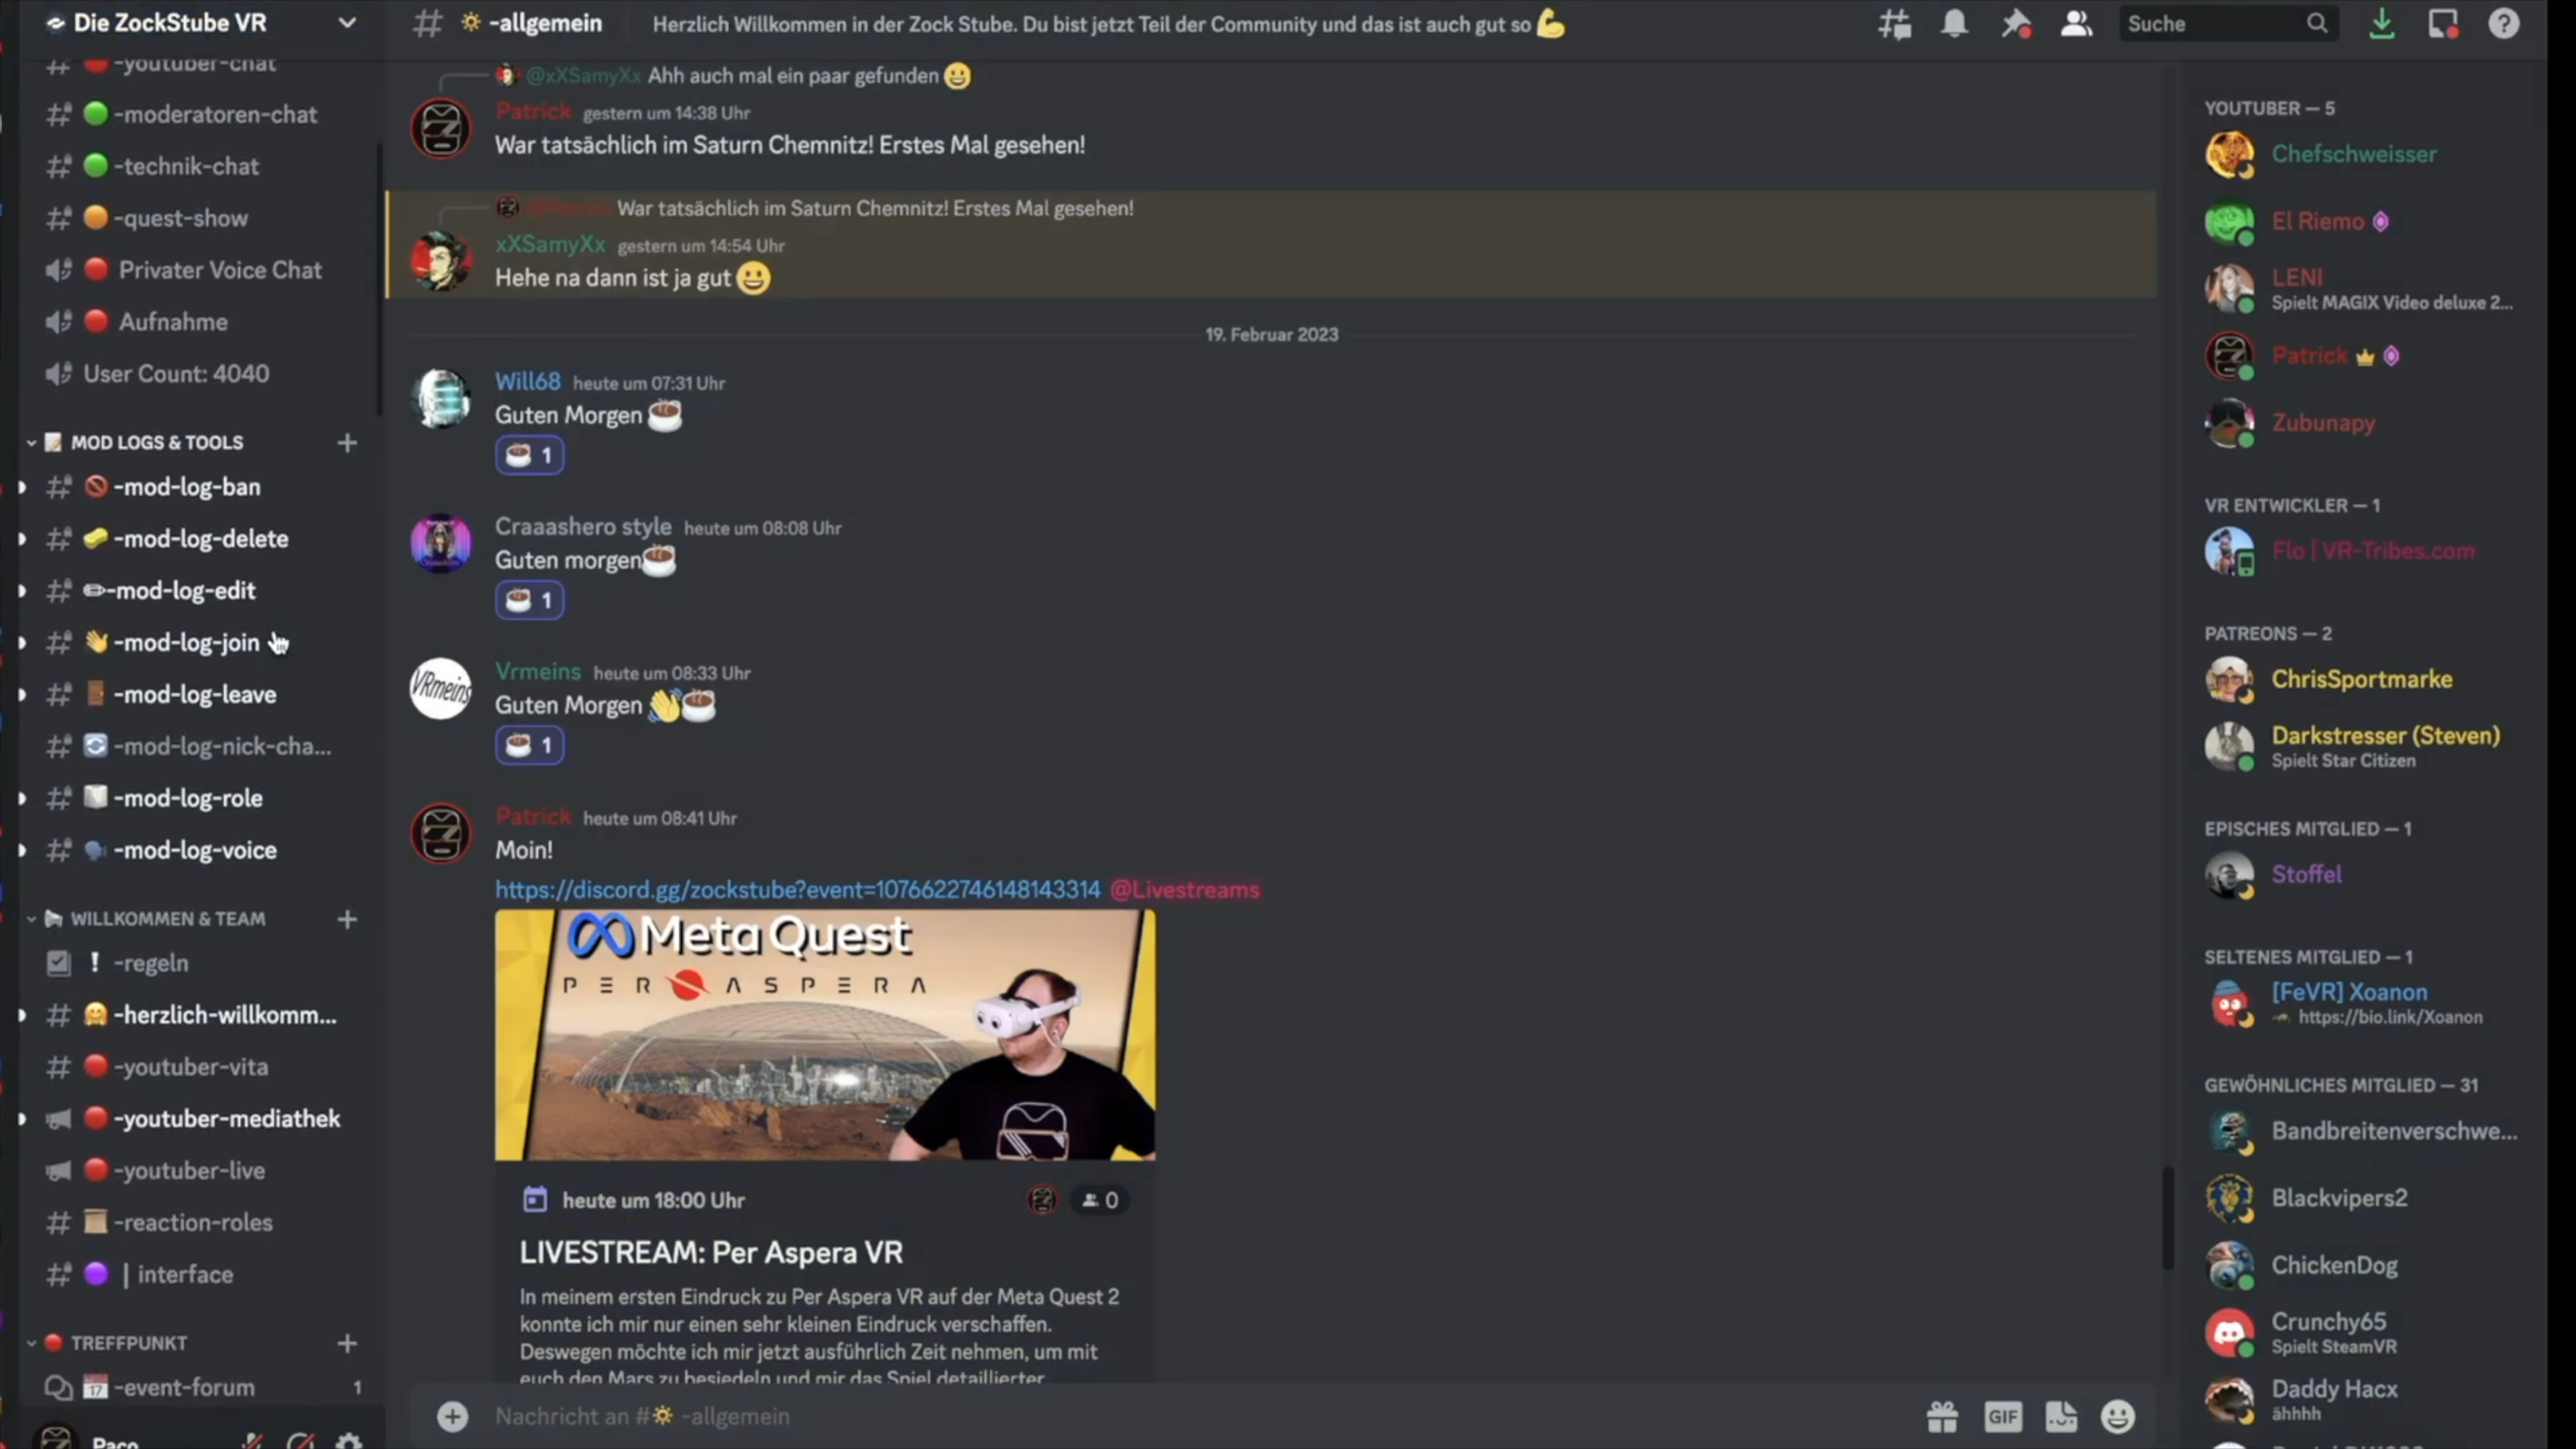 Die ZockStube VR
-youtuber-chat
-moderatoren-chat
-technik-chat
-quest-show
Privater Voice Chat
Aufnahme
User Count: 4040
MOD LOGS & TOOLS
-mod-log-ban
-mod-log-delete
-mod-log-edit
-mod-log-join
-mod-log-leave
-mod-log-nick-cha...
-mod-log-role
-mod-log-voice
WILLKOMMEN & TEAM
-regeln
-herzlich-willkomm...
-youtuber-vita
-youtuber-mediathek
-youtuber-live
-reaction-roles
| interface
TREFFPUNKT
-event-forum 1
Paco
-allgemein Herzlich Willkommen in der Zock Stube. Du bist jetzt Teil der Community und das ist auch gut so 💪
Suche
@xXSamyXx Ahh auch mal ein paar gefunden 😀
Patrick gestern um 14:38 Uhr
War tatsächlich im Saturn Chemnitz! Erstes Mal gesehen!
War tatsächlich im Saturn Chemnitz! Erstes Mal gesehen!
xXSamyXx gestern um 14:54 Uhr
Hehe na dann ist ja gut 😀
19. Februar 2023
Will68 heute um 07:31 Uhr
Guten Morgen ☕
☕ 1
Craaashero style heute um 08:08 Uhr
Guten morgen☕
☕ 1
VRmeins
Vrmeins heute um 08:33 Uhr
Guten Morgen 👋☕
☕ 1
Patrick heute um 08:41 Uhr
Moin!
https://discord.gg/zockstube?event=1076622746148143314 @Livestreams
Meta Quest
PER ASPERA
heute um 18:00 Uhr 0
LIVESTREAM: Per Aspera VR
In meinem ersten Eindruck zu Per Aspera VR auf der Meta Quest 2
konnte ich mir nur einen sehr kleinen Eindruck verschaffen.
Deswegen möchte ich mir jetzt ausführlich Zeit nehmen, um mit
euch den Mars zu besiedeln und mir das Spiel detaillierter
Nachricht an #☀ -allgemein
GIF
YOUTUBER — 5
Chefschweisser
El Riemo
LENI
Spielt MAGIX Video deluxe 2...
Patrick
Zubunapy
VR ENTWICKLER — 1
Flo | VR-Tribes.com
PATREONS — 2
ChrisSportmarke
Darkstresser (Steven)
Spielt Star Citizen
EPISCHES MITGLIED — 1
Stoffel
SELTENES MITGLIED — 1
[FeVR] Xoanon
https://bio.link/Xoanon
GEWÖHNLICHES MITGLIED — 31
Bandbreitenverschwe...
Blackvipers2
ChickenDog
Crunchy65
Spielt SteamVR
Daddy Hacx
ähhhh